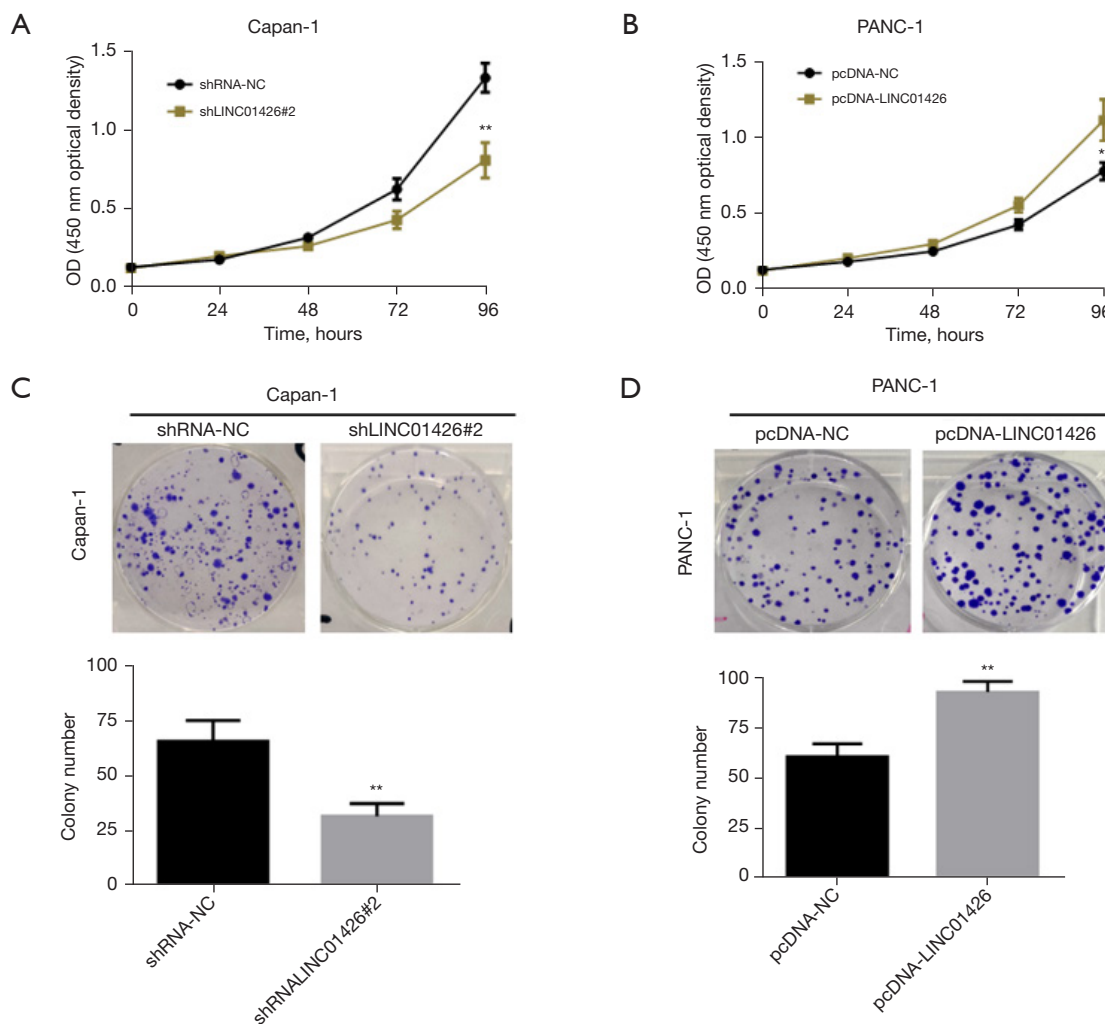 A
Capan-1
OD (450 nm optical density)
1.5
1.0
0.5
0.0
shRNA-NC
shLINC01426#2
**
0 24 48 72 96
Time, hours
B
PANC-1
OD (450 nm optical density)
1.5
1.0
0.5
0.0
pcDNA-NC
pcDNA-LINC01426
0 24 48 72
Time, hours
C
Capan-1
shRNA-NC shLINC01426#2
Capan-1
Colony number
100
75
50
25
0
**
shRNA-NC
shRNALINC01426#2
D
PANC-1
pcDNA-NC pcDNA-LINC01426
PANC-1
Colony number
100
75
50
25
0
**
pcDNA-NC
pcDNA-LINC01426